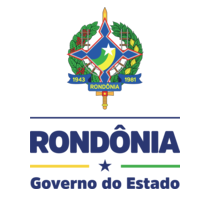 1943 1981
RONDÔNIA
RONDÔNIA
Governo do Estado